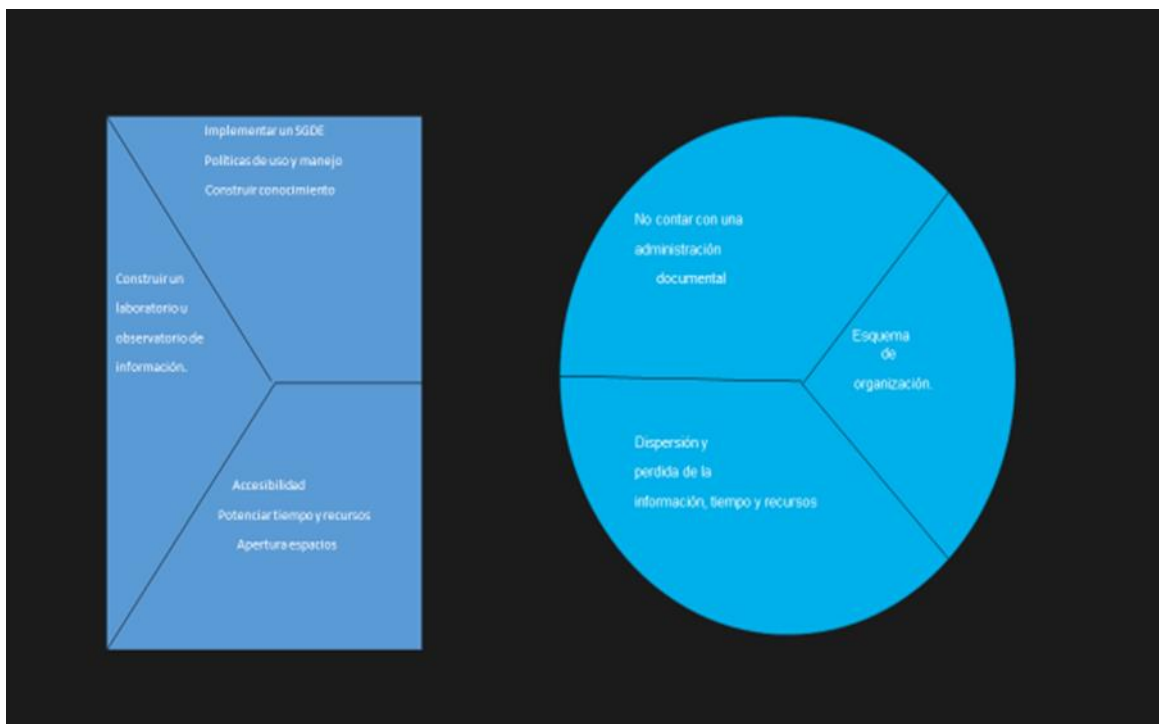 Implementar un SGDE
Políticas de uso y manejo
Construir conocimiento
Construir un
laboratorio u
observatorio de
información.
Accesibilidad
Potenciar tiempo y recursos
Apertura espacios
No contar con una
administración
documental
Esquema
de
organización.
Dispersión y
perdida de la
información, tiempo y recursos